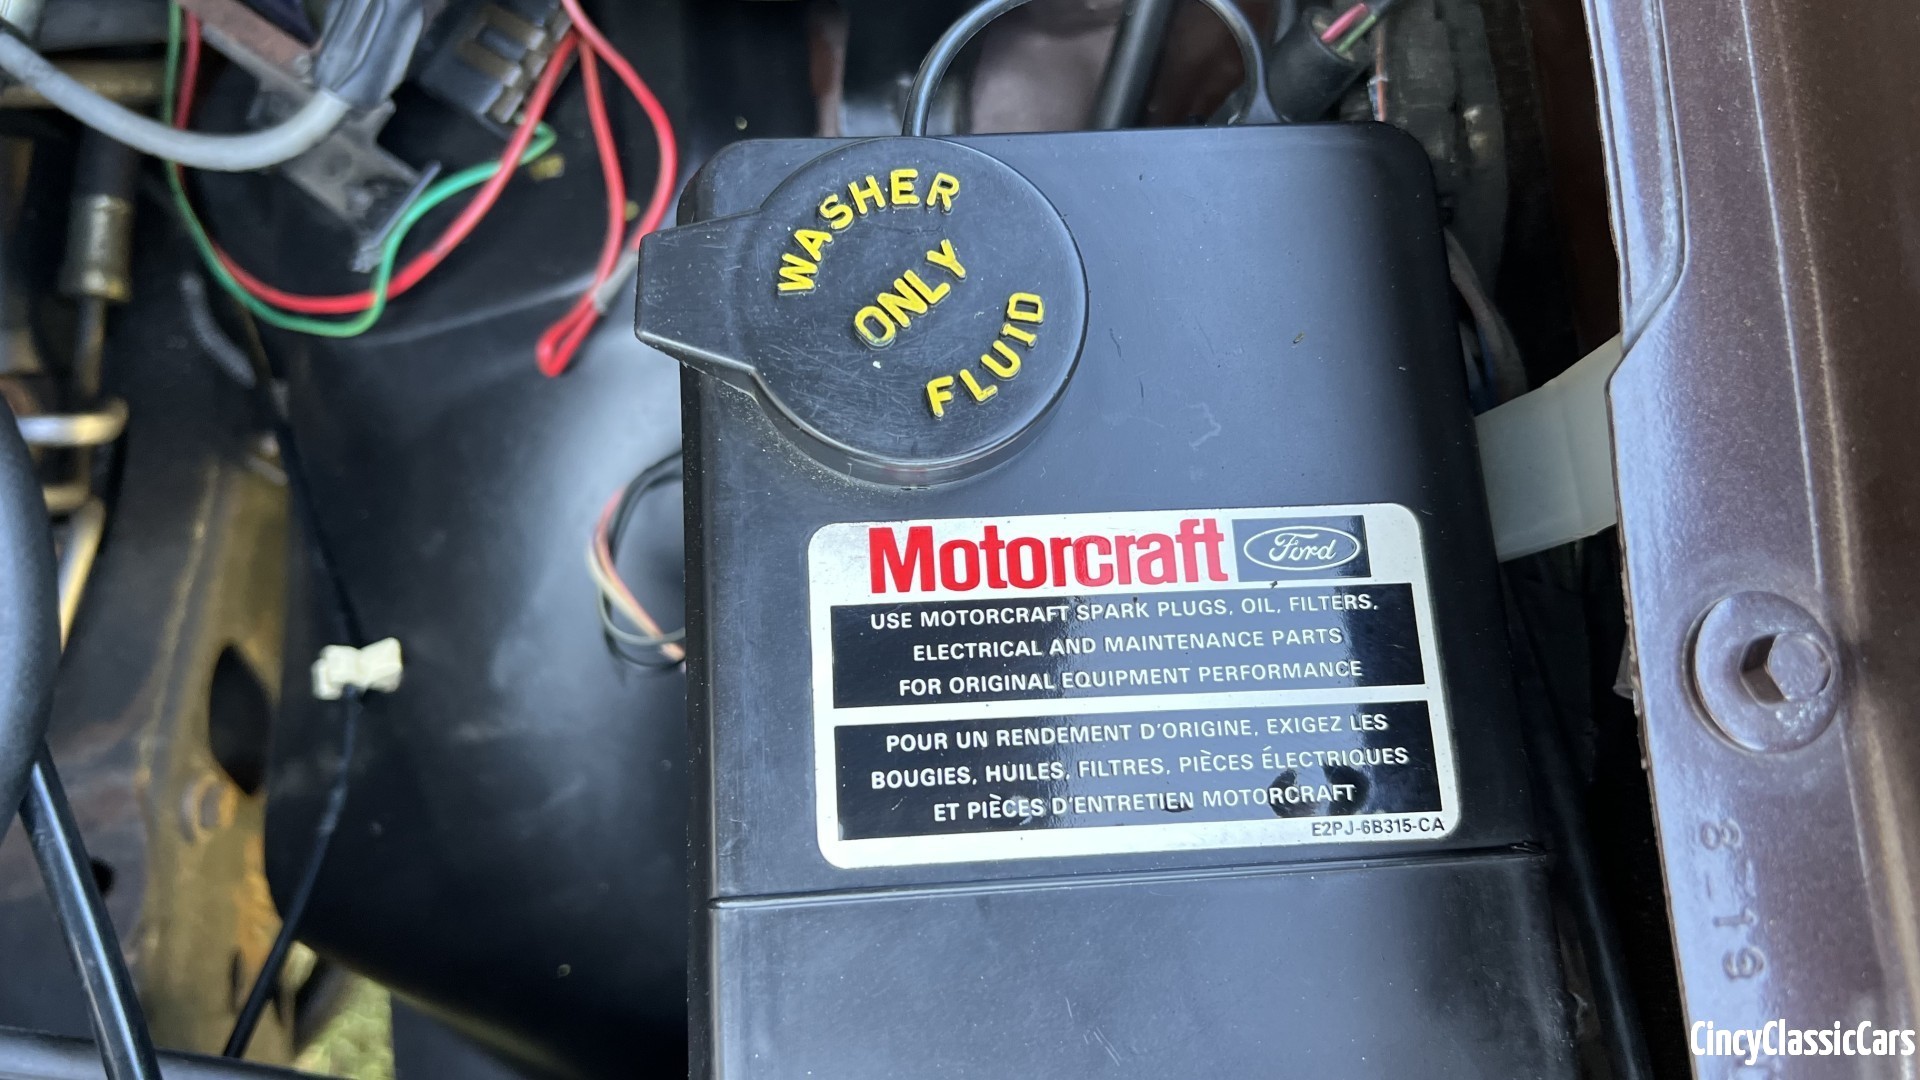 WASHER
ONLY
FLUID
Motorcraft Ford
USE MOTORCRAFT SPARK PLUGS, OIL, FILTERS,
ELECTRICAL AND MAINTENANCE PARTS
FOR ORIGINAL EQUIPMENT PERFORMANCE
POUR UN RENDEMENT D'ORIGINE, EXIGEZ LES
BOUGIES, HUILES, FILTRES, PIÈCES ÉLECTRIQUES
ET PIÈCES D'ENTRETIEN MOTORCRAFT
E2PJ-6B315-CA
CincyClassicCars